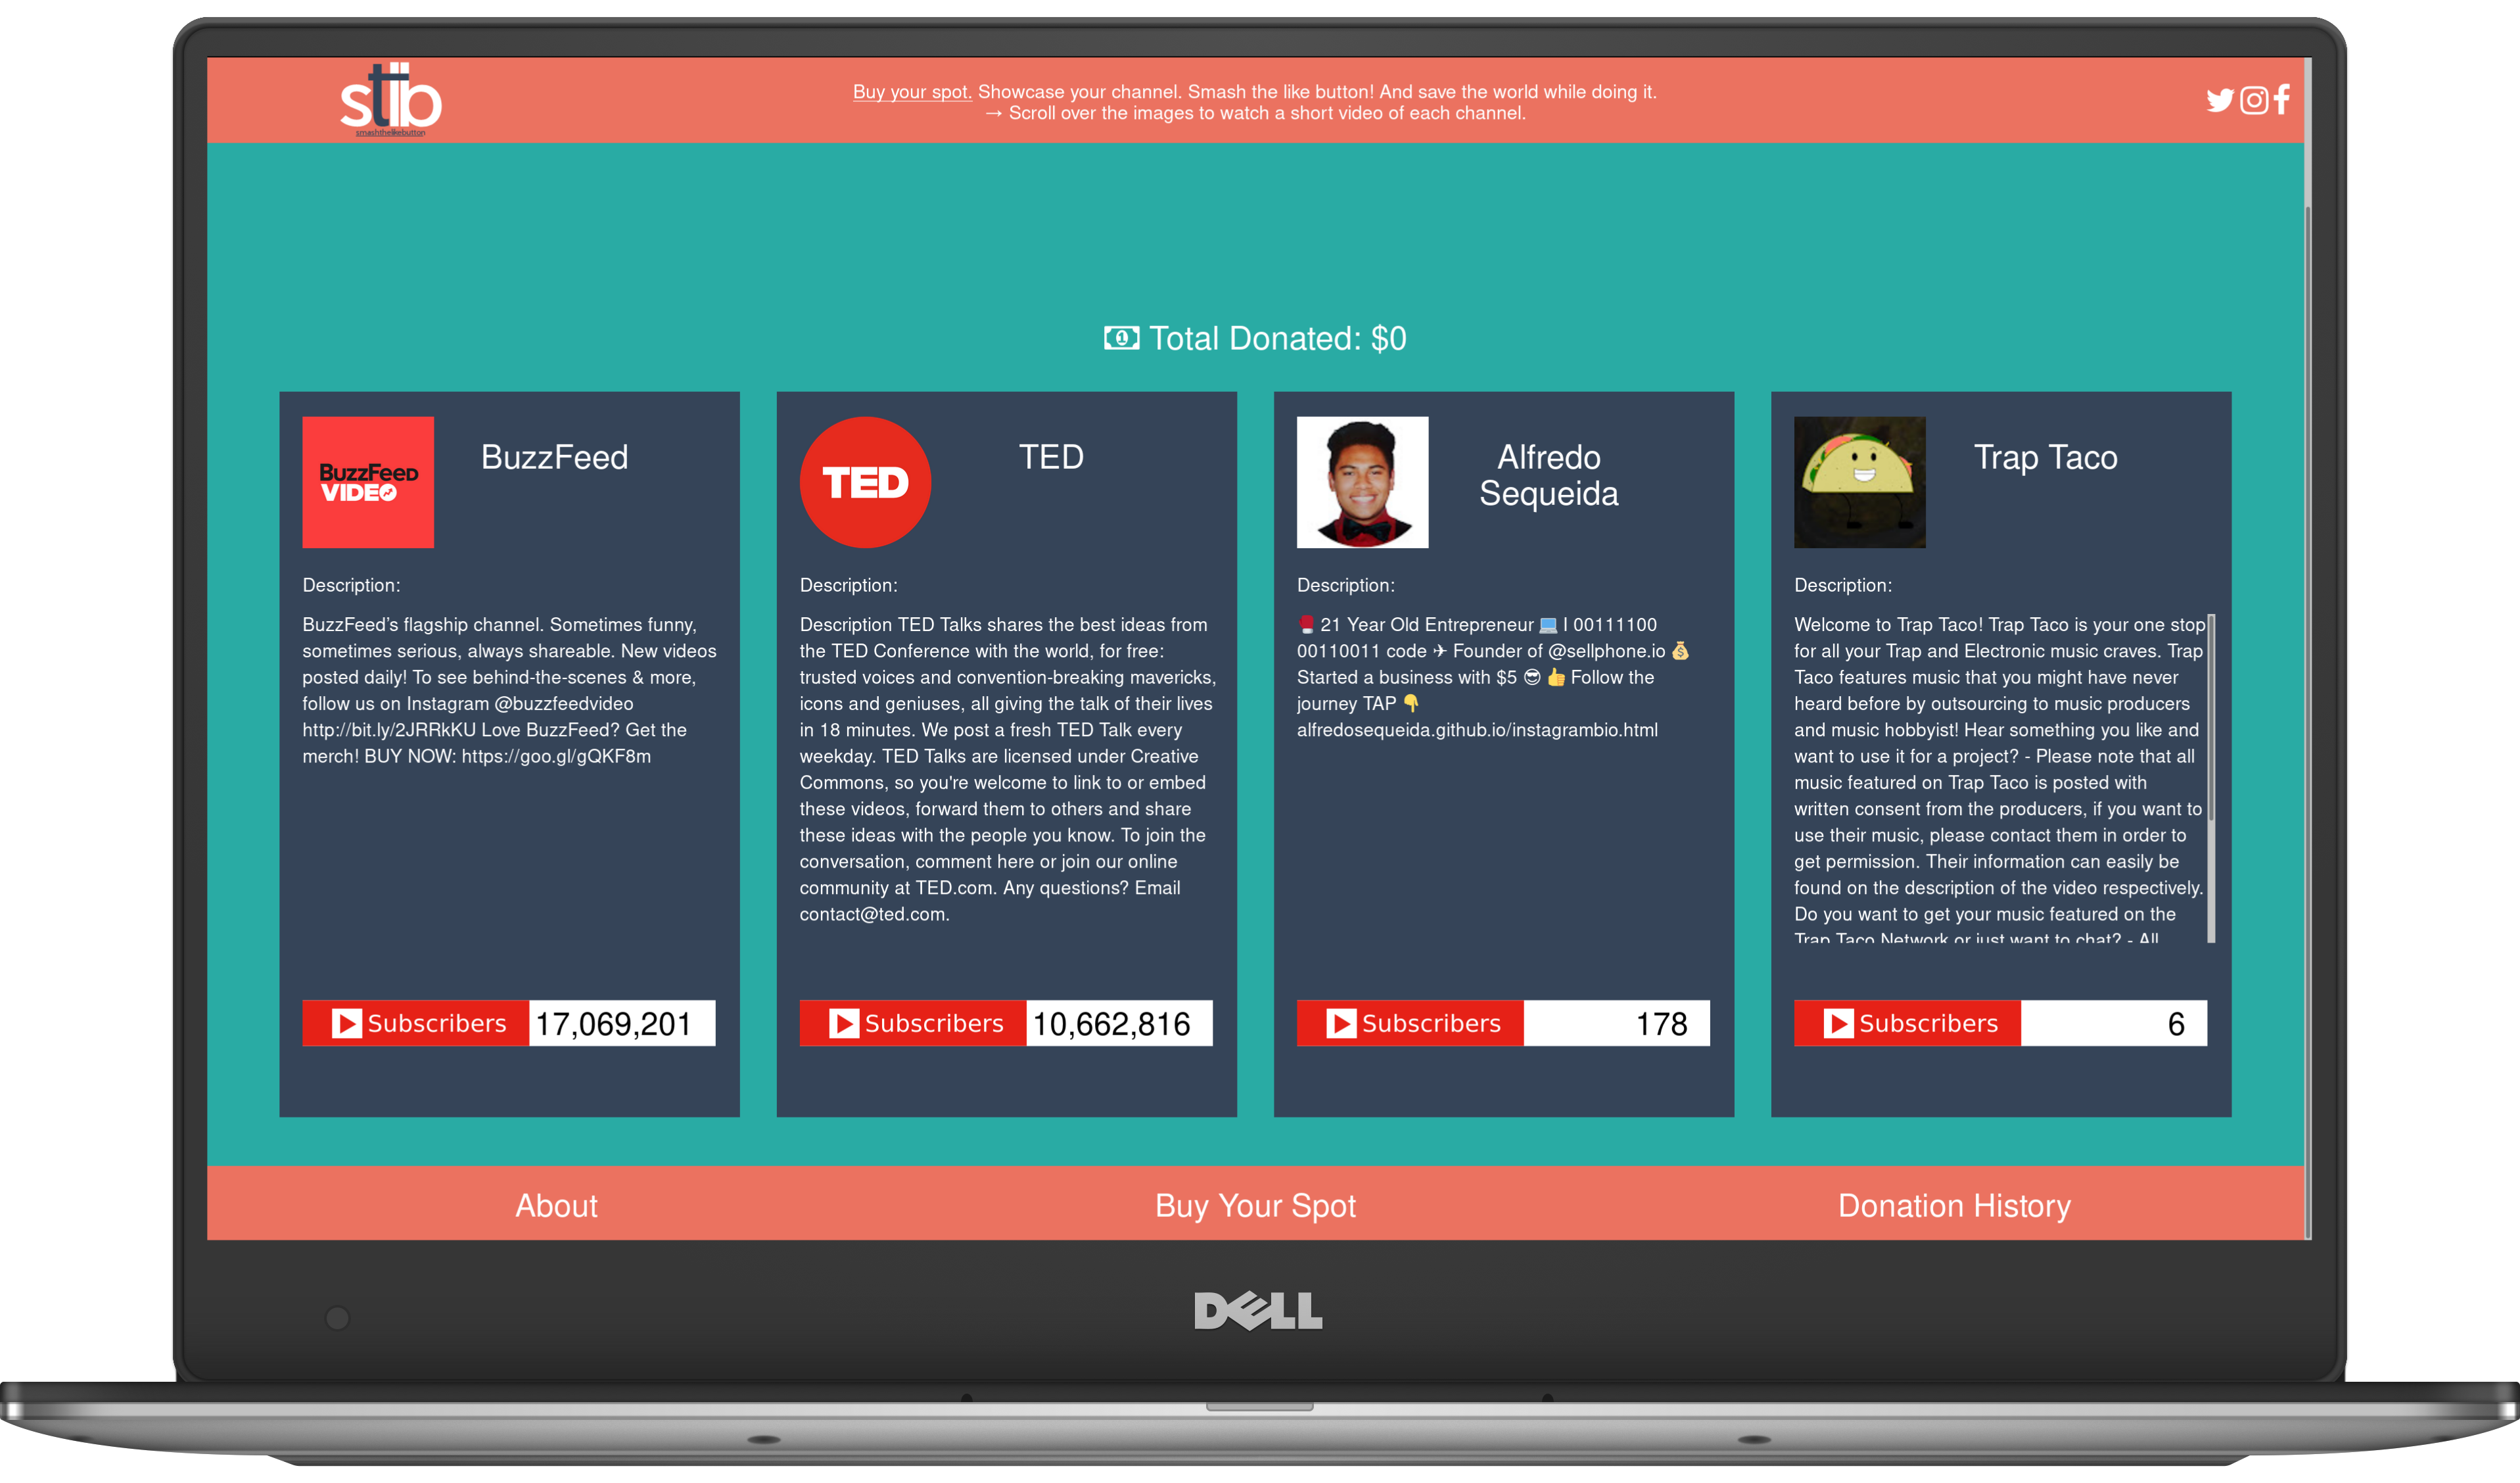 stlb
smashthelikebutton
Buy your spot. Showcase your channel. Smash the like button! And save the world while doing it.
→ Scroll over the images to watch a short video of each channel.
Total Donated: $0
BuzzFeed
VIDEO
BuzzFeed
Description:
BuzzFeed’s flagship channel. Sometimes funny,
sometimes serious, always shareable. New videos
posted daily! To see behind-the-scenes & more,
follow us on Instagram @buzzfeedvideo
http://bit.ly/2JRRkKU Love BuzzFeed? Get the
merch! BUY NOW: https://goo.gl/gQKF8m
Subscribers 17,069,201
TED
TED
Description:
Description TED Talks shares the best ideas from
the TED Conference with the world, for free:
trusted voices and convention-breaking mavericks,
icons and geniuses, all giving the talk of their lives
in 18 minutes. We post a fresh TED Talk every
weekday. TED Talks are licensed under Creative
Commons, so you're welcome to link to or embed
these videos, forward them to others and share
these ideas with the people you know. To join the
conversation, comment here or join our online
community at TED.com. Any questions? Email
contact@ted.com.
Subscribers 10,662,816
Alfredo
Sequeida
Description:
🥊 21 Year Old Entrepreneur 💻 I 00111100
00110011 code ✈ Founder of @sellphone.io 💰
Started a business with $5 😎 👍 Follow the
journey TAP 👇
alfredosequeida.github.io/instagrambio.html
Subscribers 178
Trap Taco
Description:
Welcome to Trap Taco! Trap Taco is your one stop
for all your Trap and Electronic music craves. Trap
Taco features music that you might have never
heard before by outsourcing to music producers
and music hobbyist! Hear something you like and
want to use it for a project? - Please note that all
music featured on Trap Taco is posted with
written consent from the producers, if you want to
use their music, please contact them in order to
get permission. Their information can easily be
found on the description of the video respectively.
Do you want to get your music featured on the
Trap Taco Network or just want to chat? - All
Subscribers 6
About
Buy Your Spot
Donation History
DELL